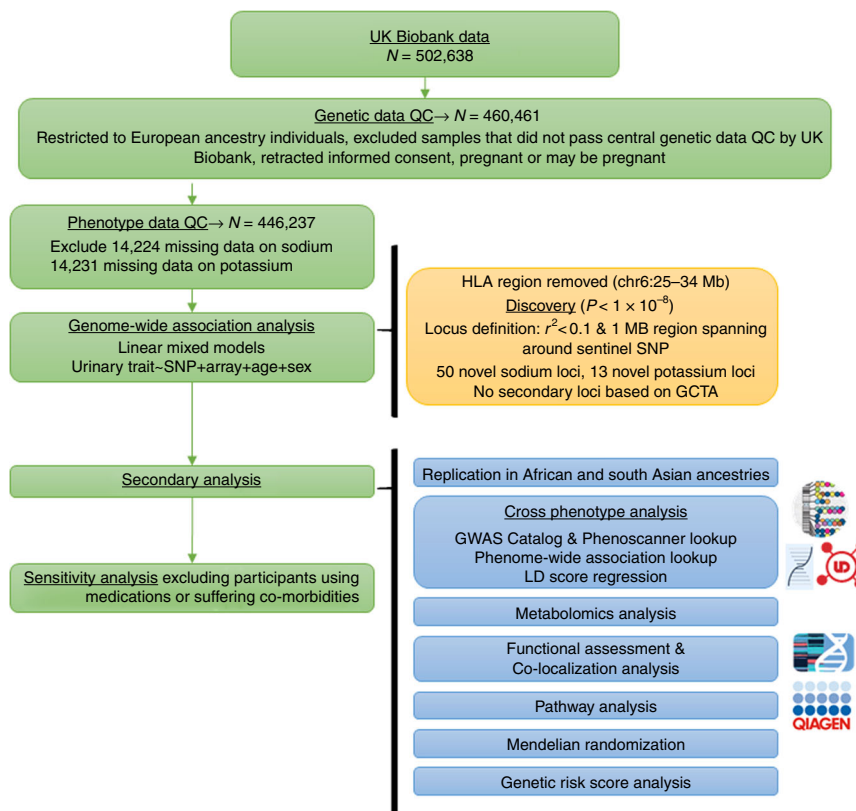 UK Biobank data
N = 502,638
Genetic data QC→ N = 460,461
Restricted to European ancestry individuals, excluded samples that did not pass central genetic data QC by UK
Biobank, retracted informed consent, pregnant or may be pregnant
Phenotype data QC→ N = 446,237
Exclude 14,224 missing data on sodium
14,231 missing data on potassium
Genome-wide association analysis
Linear mixed models
Urinary trait~SNP+array+age+sex
HLA region removed (chr6:25–34 Mb)
Discovery (P< 1 × 10⁻⁸)
Locus definition: r²<0.1 & 1 MB region spanning
around sentinel SNP
50 novel sodium loci, 13 novel potassium loci
No secondary loci based on GCTA
Secondary analysis
Sensitivity analysis excluding participants using
medications or suffering co-morbidities
Replication in African and south Asian ancestries
Cross phenotype analysis
GWAS Catalog & Phenoscanner lookup
Phenome-wide association lookup
LD score regression
LD
Metabolomics analysis
Functional assessment &
Co-localization analysis
Pathway analysis
QIAGEN
Mendelian randomization
Genetic risk score analysis